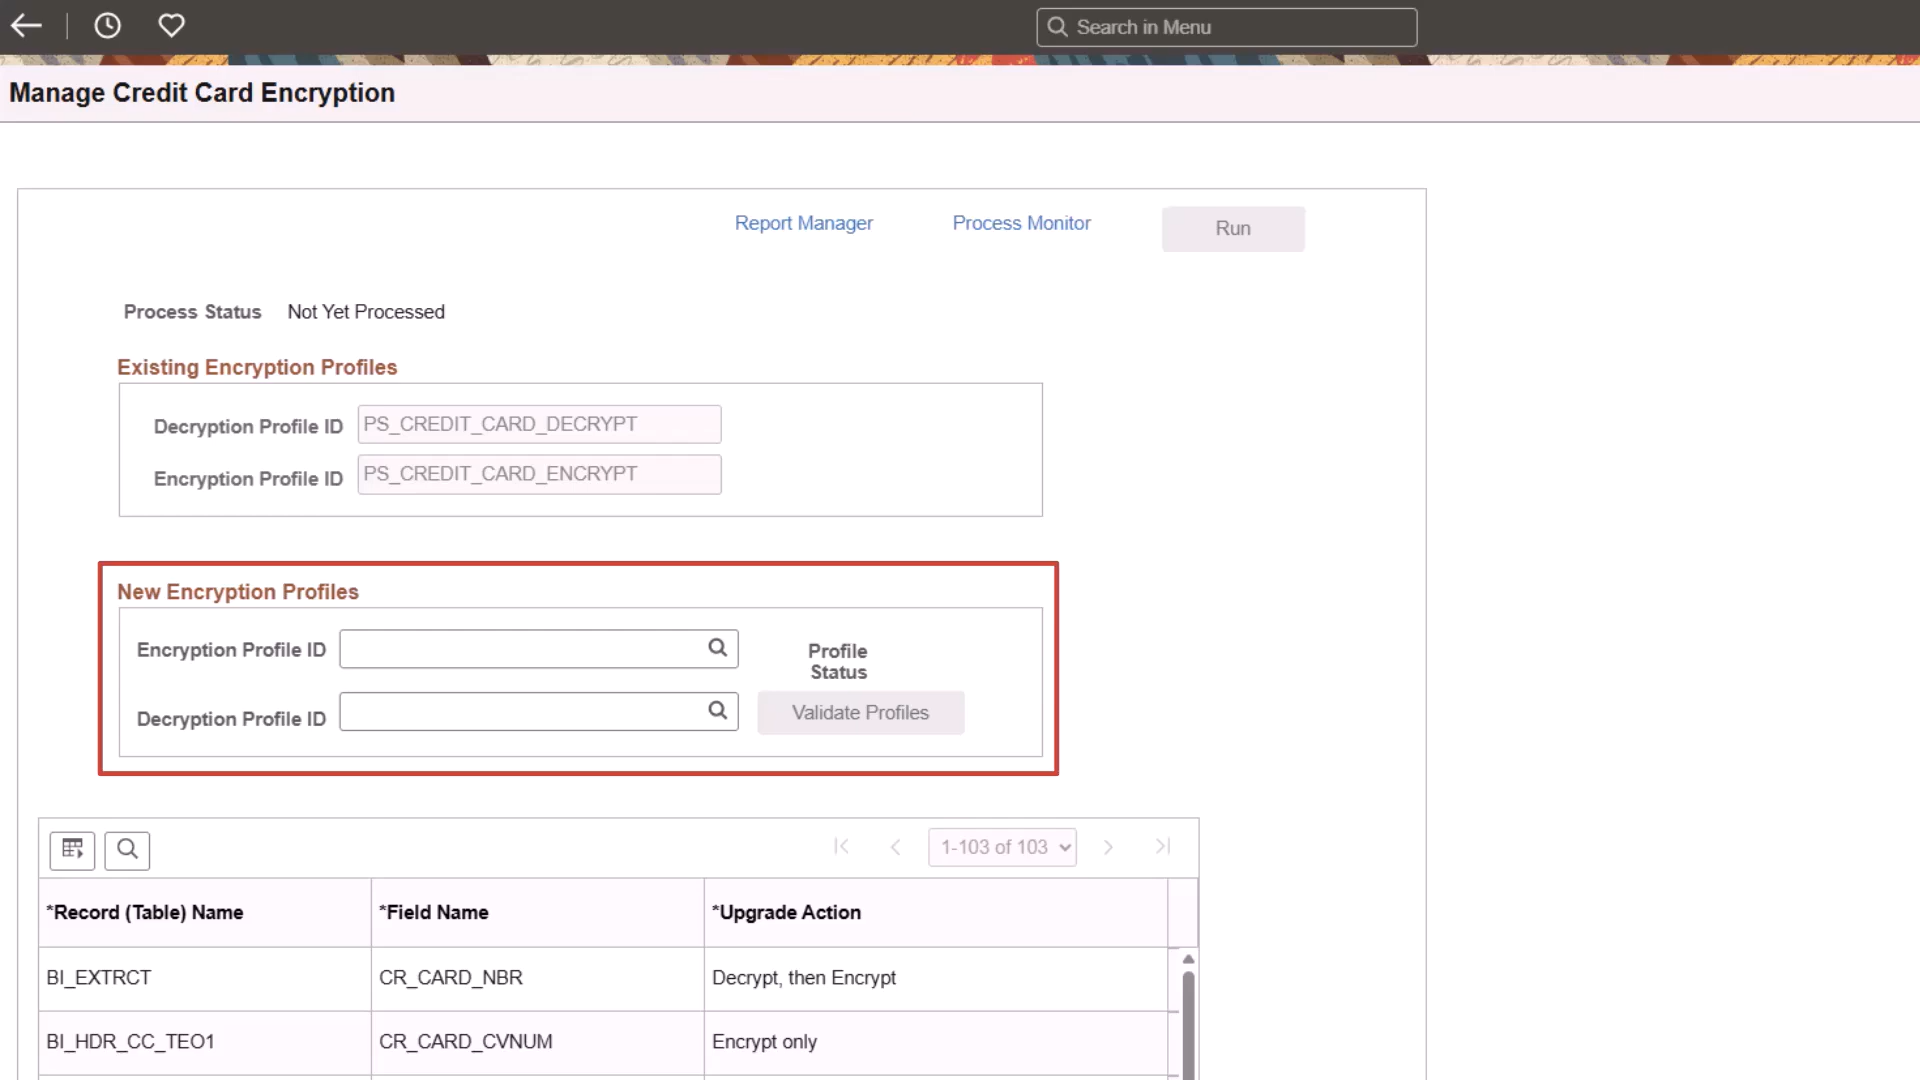 Search in Menu
Manage Credit Card Encryption
Report Manager
Process Monitor
Run
Process Status Not Yet Processed
Existing Encryption Profiles
Decryption Profile ID PS_CREDIT_CARD_DECRYPT
Encryption Profile ID PS_CREDIT_CARD_ENCRYPT
New Encryption Profiles
Encryption Profile ID
Profile
Status
Decryption Profile ID
Validate Profiles
1-103 of 103
*Record (Table) Name *Field Name *Upgrade Action
BI_EXTRCT CR_CARD_NBR Decrypt, then Encrypt
BI_HDR_CC_TEO1 CR_CARD_CVNUM Encrypt only